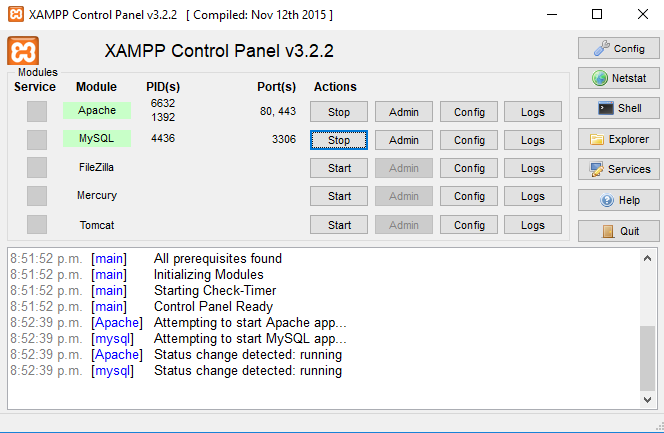 XAMPP Control Panel v3.2.2 [ Compiled: Nov 12th 2015 ]
XAMPP Control Panel v3.2.2
Config
Modules
Service Module PID(s) Port(s) Actions
Netstat
Apache 6632 1392 80, 443 Stop Admin Config Logs
Shell
MySQL 4436 3306 Stop Admin Config Logs
Explorer
FileZilla Start Admin Config Logs
Services
Mercury Start Admin Config Logs
Help
Tomcat Start Admin Config Logs
Quit
8:51:52 p.m. [main] All prerequisites found
8:51:52 p.m. [main] Initializing Modules
8:51:52 p.m. [main] Starting Check-Timer
8:51:52 p.m. [main] Control Panel Ready
8:52:39 p.m. [Apache] Attempting to start Apache app...
8:52:39 p.m. [mysql] Attempting to start MySQL app...
8:52:39 p.m. [Apache] Status change detected: running
8:52:39 p.m. [mysql] Status change detected: running